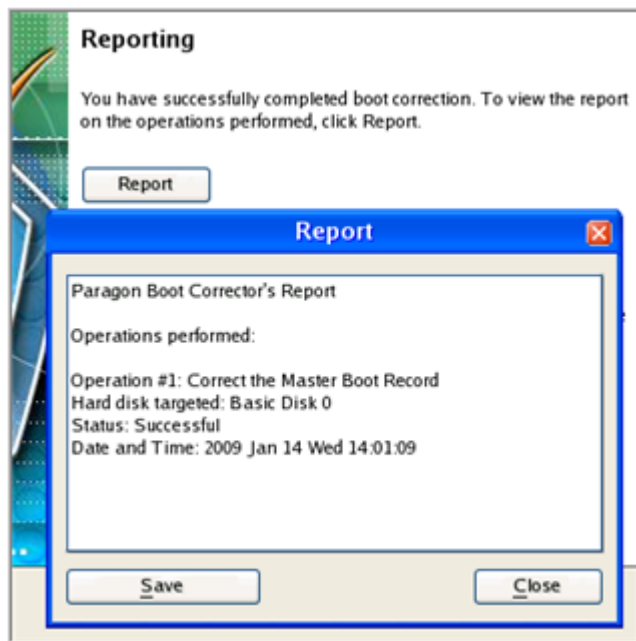 Reporting
You have successfully completed boot correction. To view the report
on the operations performed, click Report.
Report
Report
Paragon Boot Corrector's Report
Operations performed:
Operation #1: Correct the Master Boot Record
Hard disk targeted: Basic Disk 0
Status: Successful
Date and Time: 2009 Jan 14 Wed 14:01:09
Save
Close